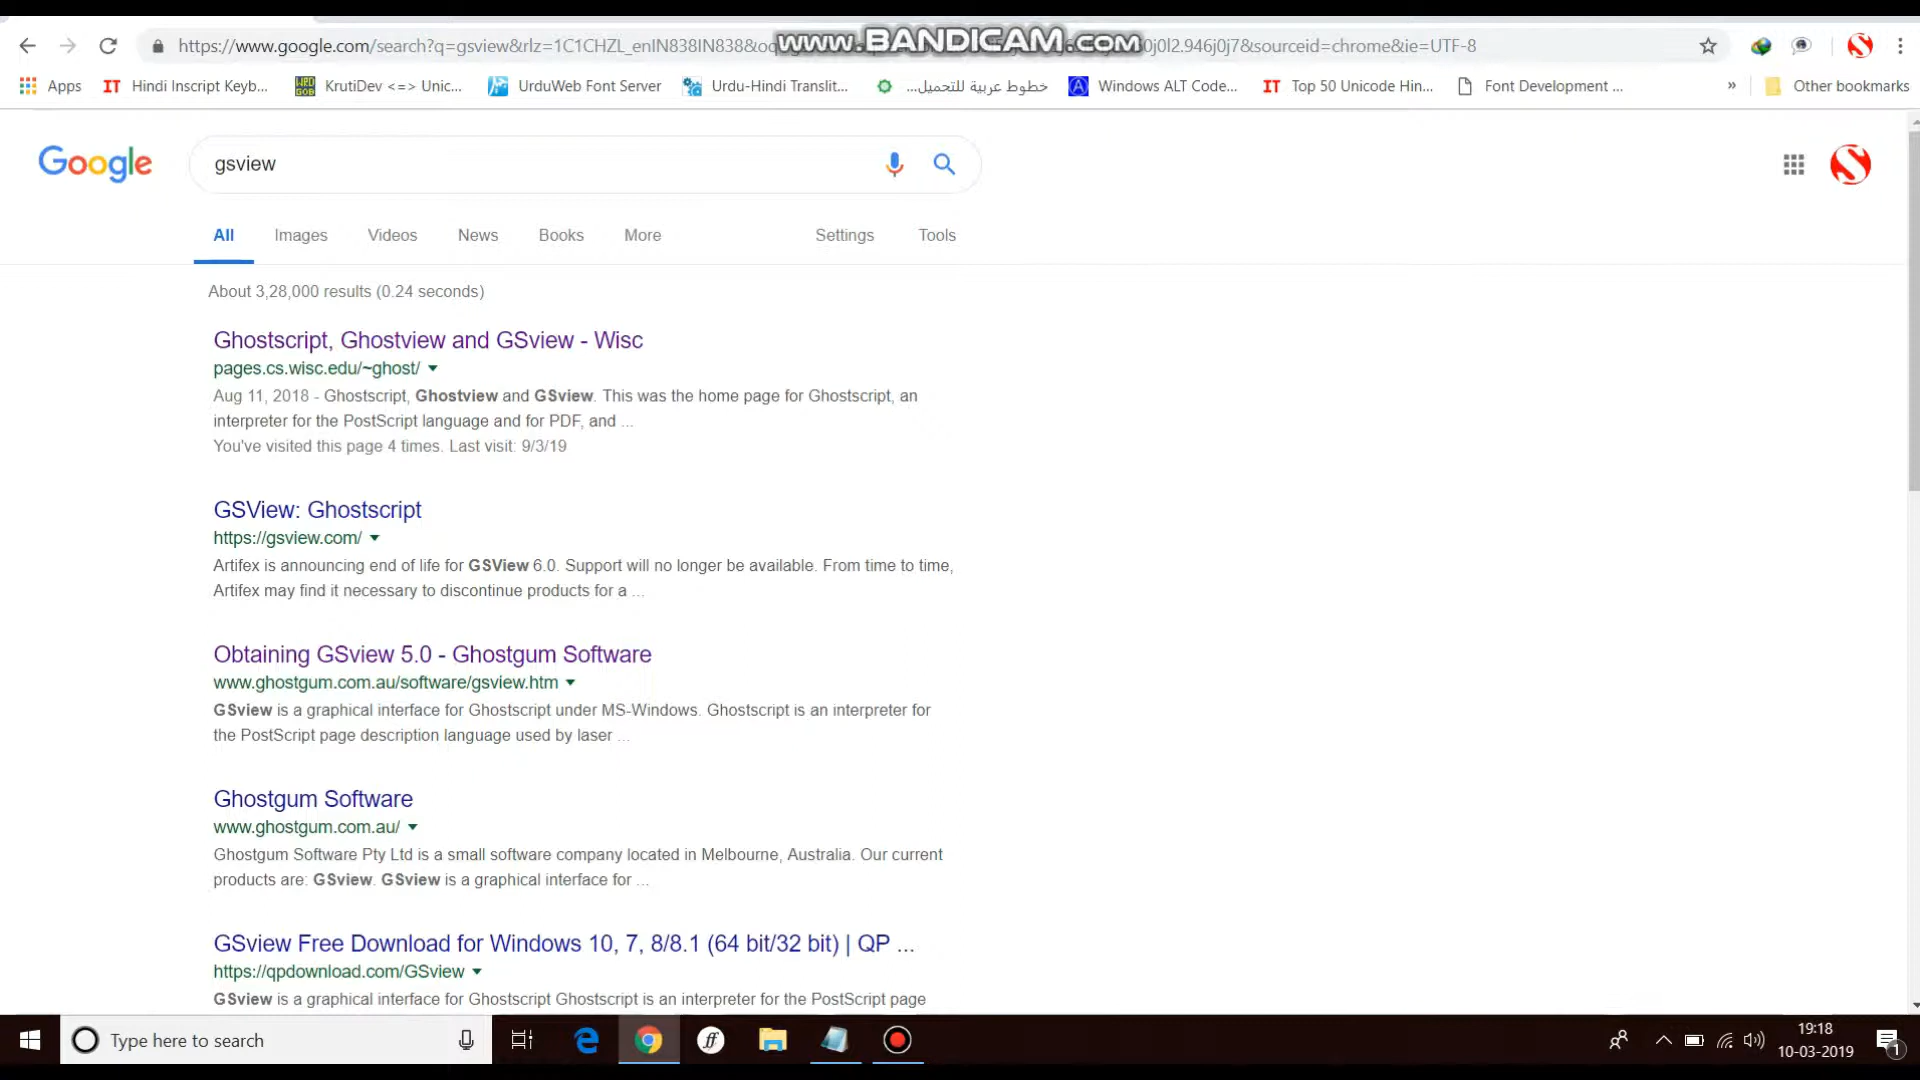 www.BANDICAM.com
https://www.google.com/search?q=gsview&rlz=1C1CHZL_enIN838IN838&oq 0j0l2.946j0j7&sourceid=chrome&ie=UTF-8
Apps Hindi Inscript Keyb... KrutiDev <=> Unic... UrduWeb Font Server Urdu-Hindi Translit... خطوط عربية للتحميل... Windows ALT Code... Top 50 Unicode Hin... Font Development ... » Other bookmarks
Google gsview
All Images Videos News Books More Settings Tools
About 3,28,000 results (0.24 seconds)
Ghostscript, Ghostview and GSview - Wisc
pages.cs.wisc.edu/~ghost/
Aug 11, 2018 - Ghostscript, Ghostview and GSview. This was the home page for Ghostscript, an
interpreter for the PostScript language and for PDF, and ...
You've visited this page 4 times. Last visit: 9/3/19
GSView: Ghostscript
https://gsview.com/
Artifex is announcing end of life for GSView 6.0. Support will no longer be available. From time to time,
Artifex may find it necessary to discontinue products for a ...
Obtaining GSview 5.0 - Ghostgum Software
www.ghostgum.com.au/software/gsview.htm
GSview is a graphical interface for Ghostscript under MS-Windows. Ghostscript is an interpreter for
the PostScript page description language used by laser ...
Ghostgum Software
www.ghostgum.com.au/
Ghostgum Software Pty Ltd is a small software company located in Melbourne, Australia. Our current
products are: GSview. GSview is a graphical interface for ...
GSview Free Download for Windows 10, 7, 8/8.1 (64 bit/32 bit) | QP ...
https://qpdownload.com/GSview
GSview is a graphical interface for Ghostscript Ghostscript is an interpreter for the PostScript page
Type here to search
19:18
10-03-2019
1